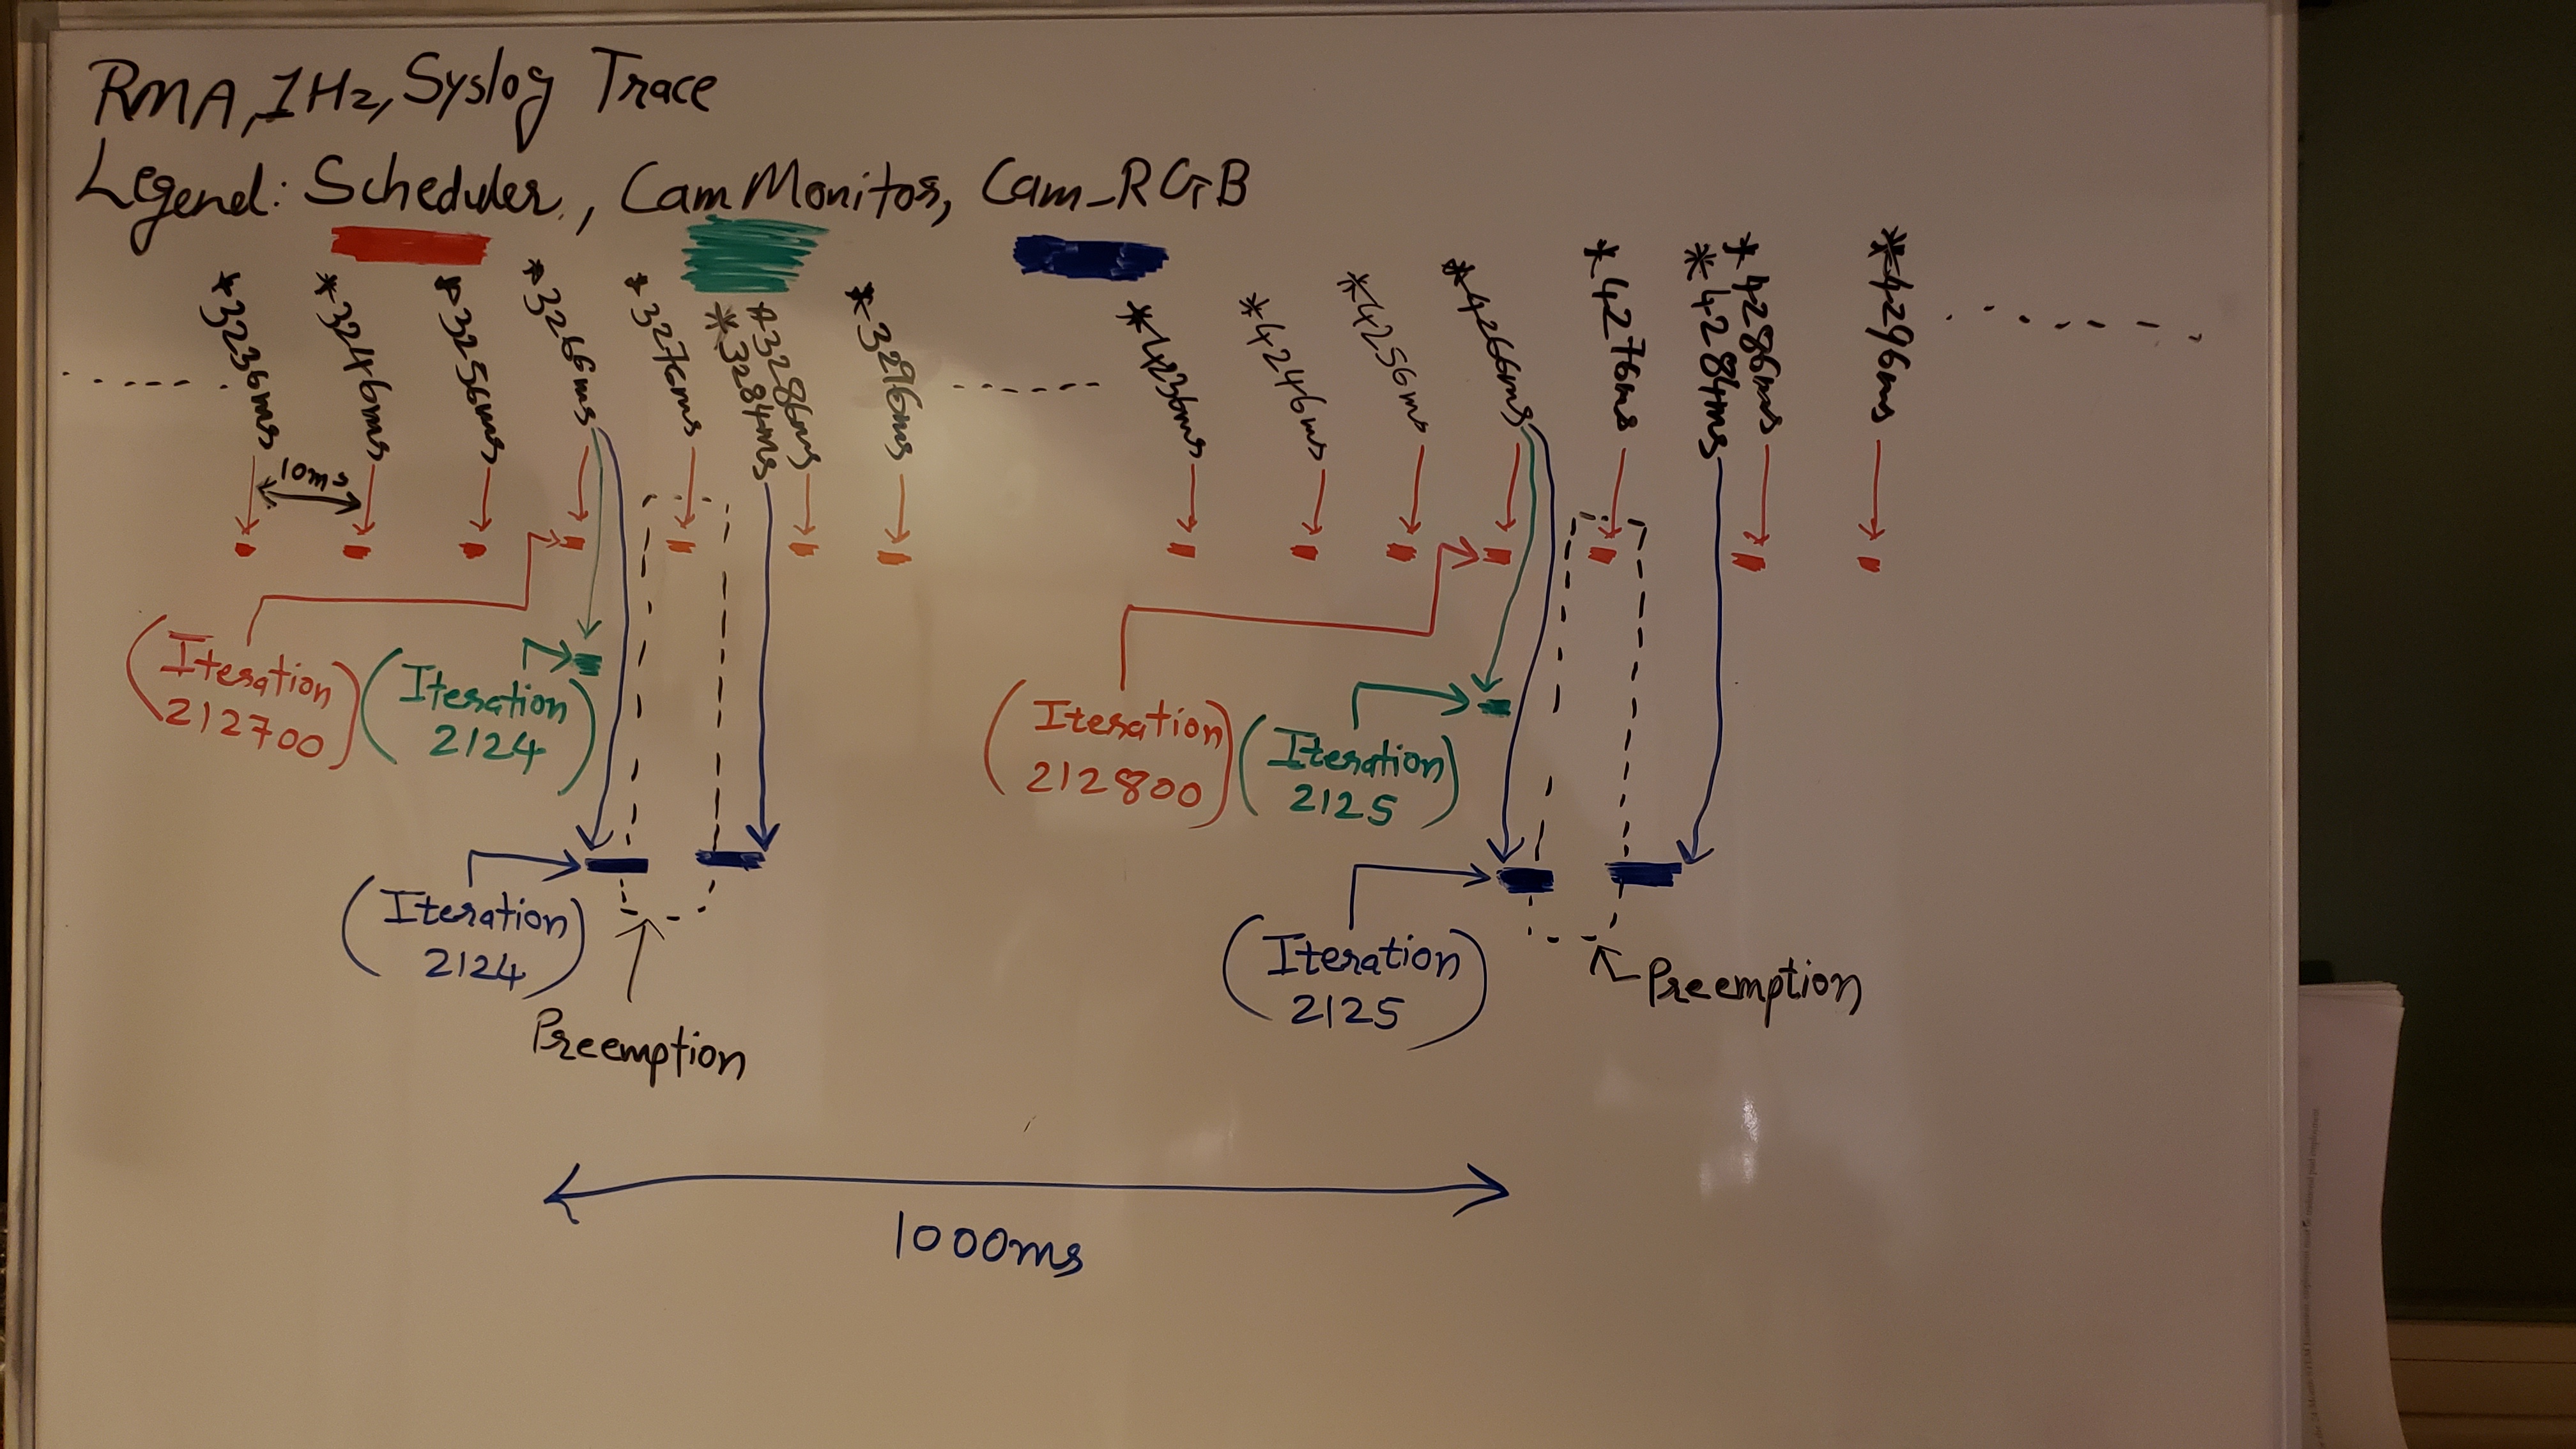 RMA, 1Hz, Syslog Trace
Legend: Scheduler, CamMonitor, Cam_RGB
*3236ms
*3246ms
*3256ms
*3266ms
*3276ms
*3284ms
*3286ms
*3296ms
*4236ms
*4246ms
*4256ms
*4266ms
*4276ms
*4284ms
*4286ms
*4296ms
10ms
(Iteration
212700)
(Iteration
2124)
(Iteration
212800)
(Iteration
2125)
(Iteration
2124)
(Iteration
2125)
Preemption
Preemption
1000ms